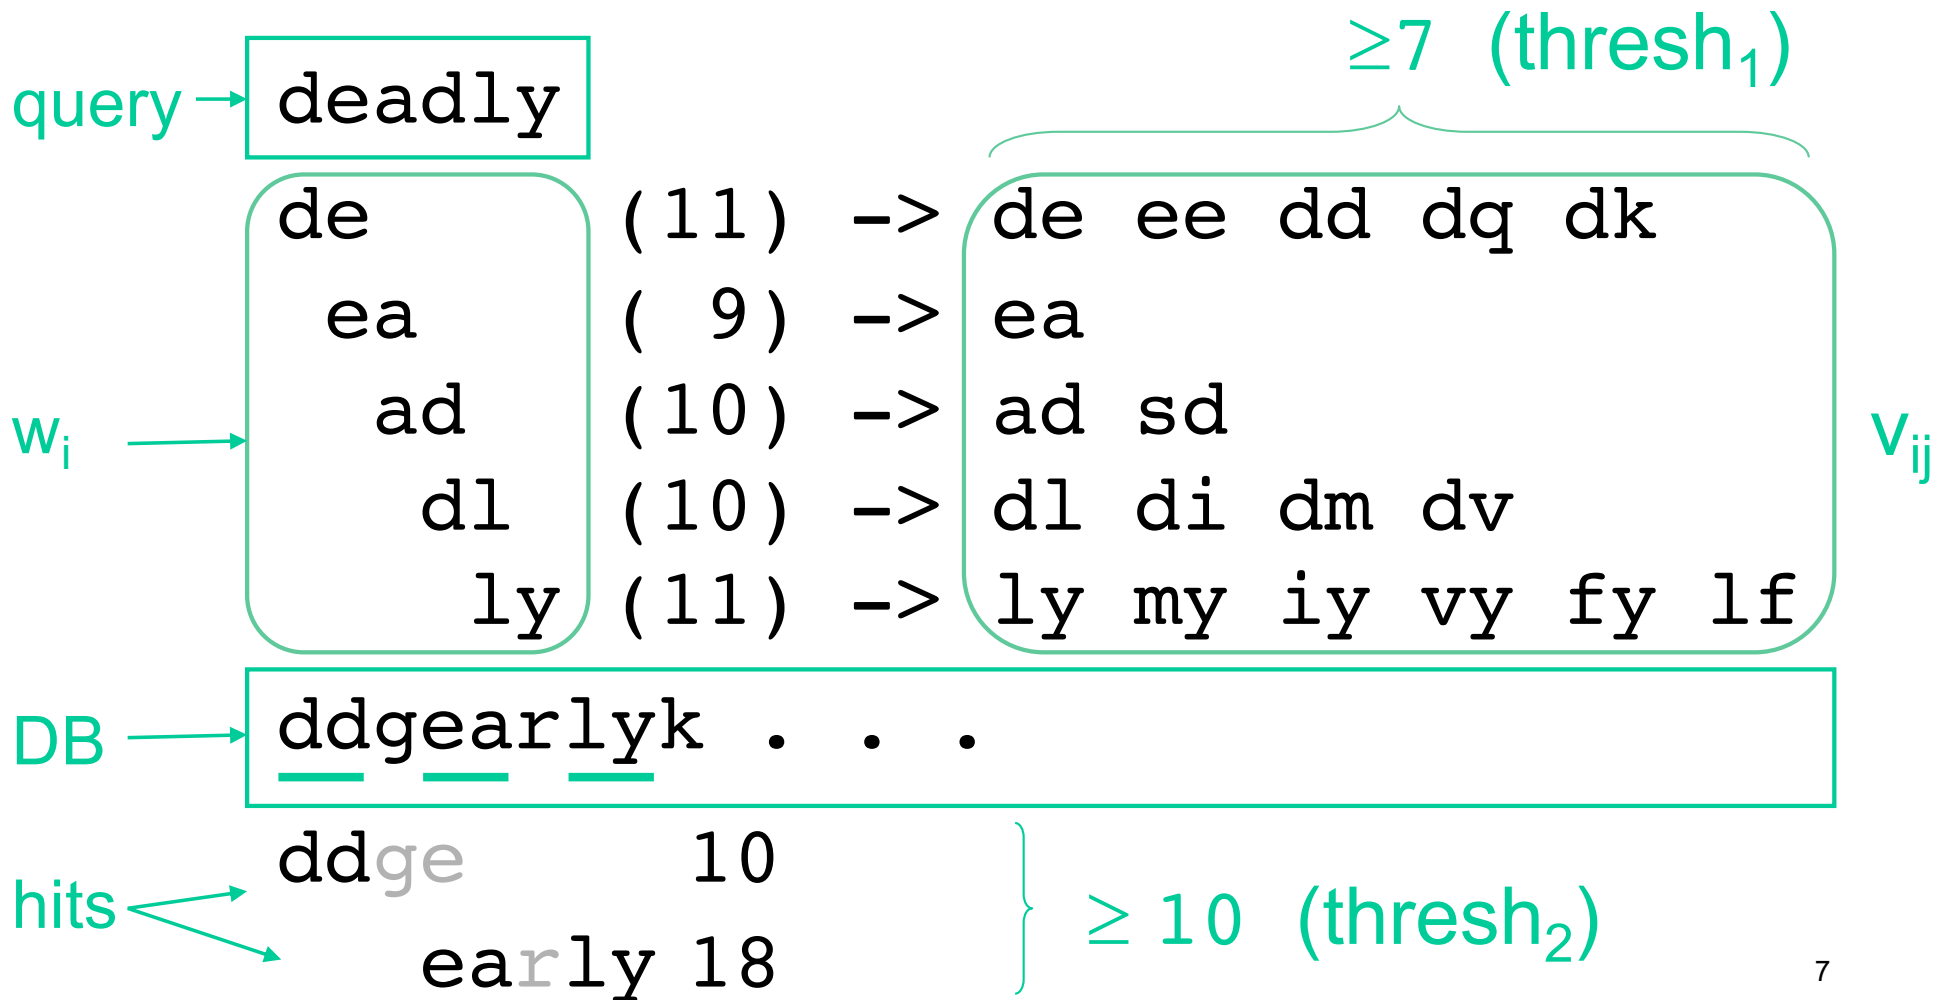 ≥7 (thresh₁)
query deadly
de (11) -> de ee dd dq dk
ea ( 9) -> ea
wᵢ ad (10) -> ad sd vᵢⱼ
dl (10) -> dl di dm dv
ly (11) -> ly my iy vy fy lf
DB ddgearlyk . . .
ddge 10
hits ≥ 10 (thresh₂)
early 18
7